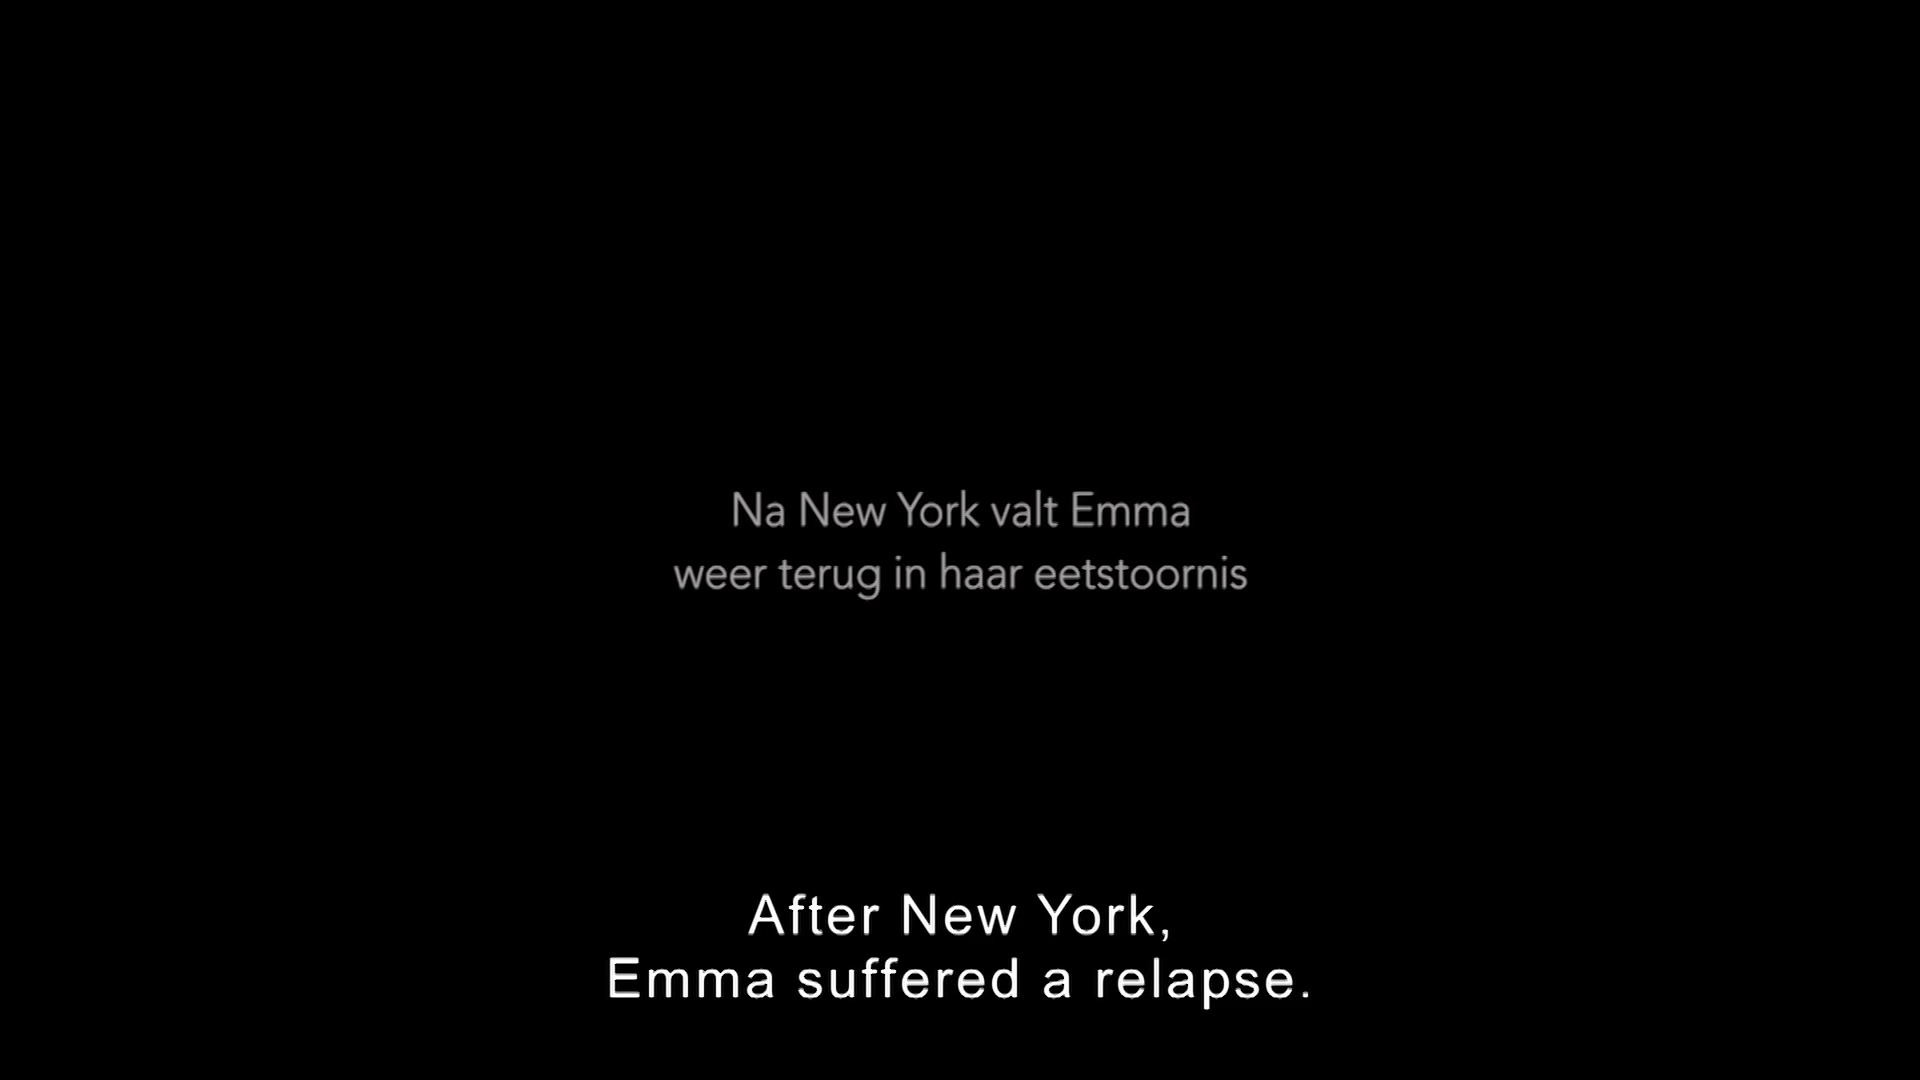 Na New York valt Emma
weer terug in haar eetstoornis
After New York,
Emma suffered a relapse.